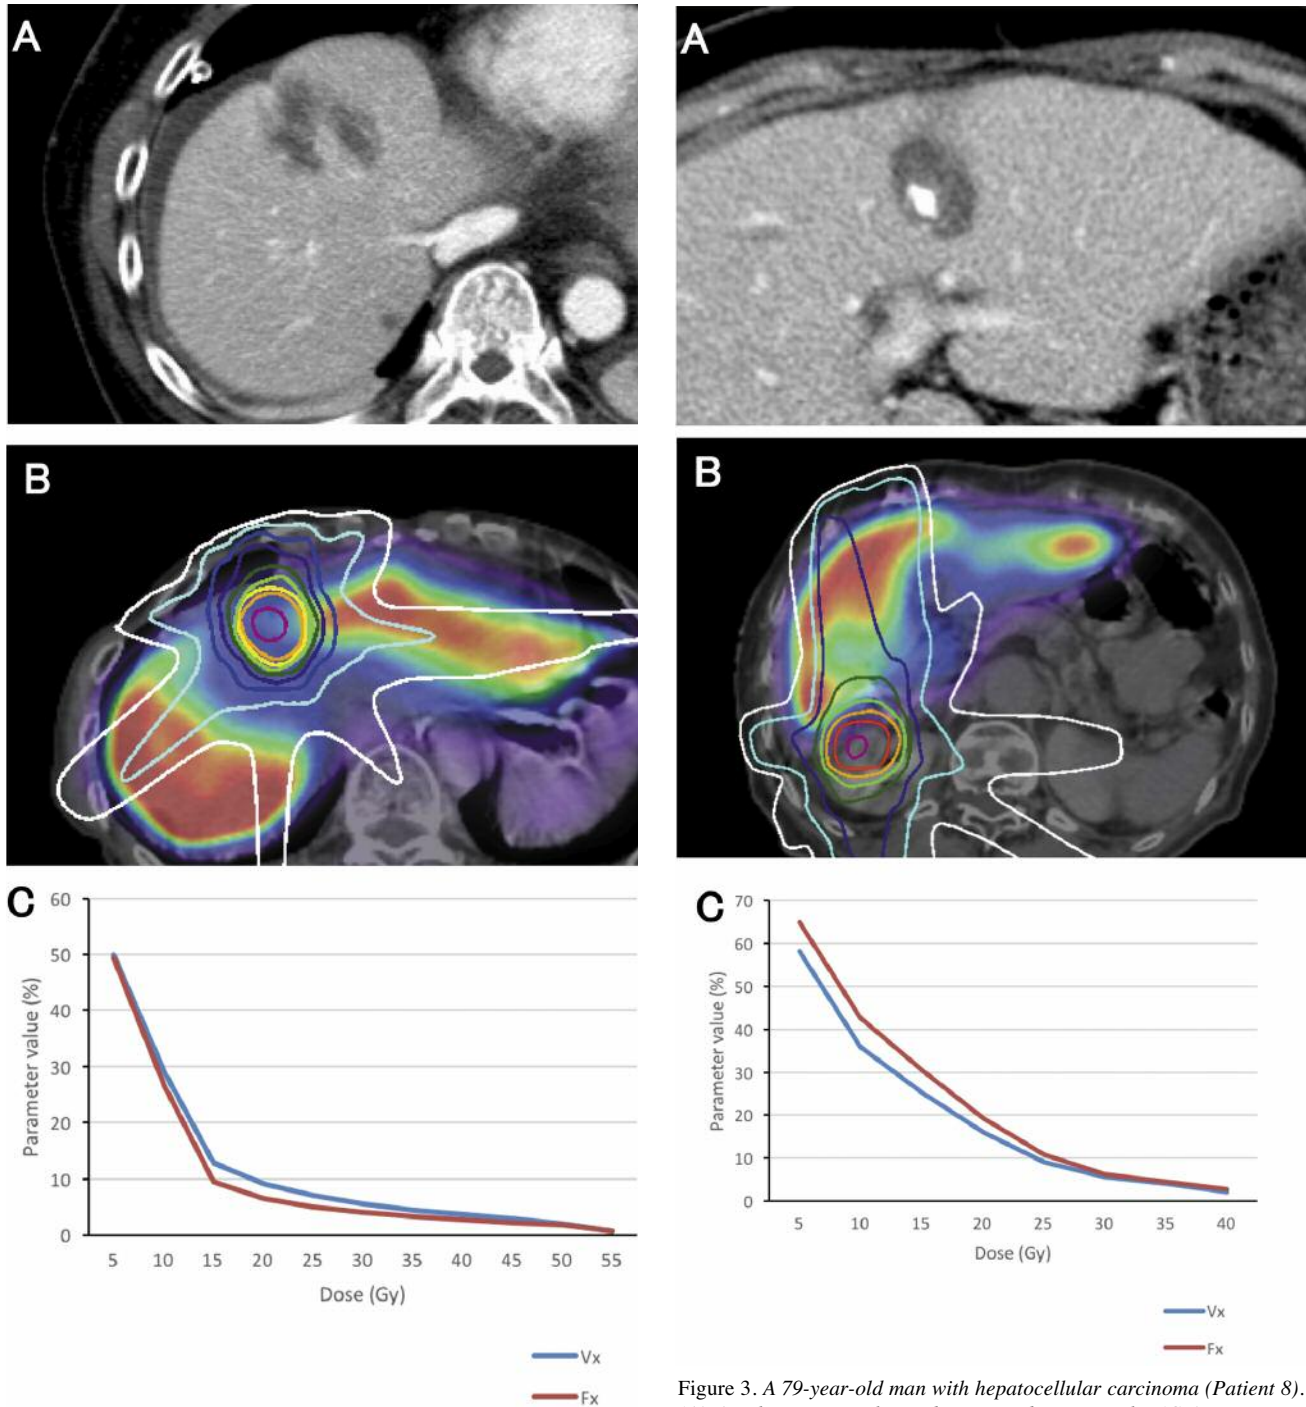 A
B
C
60
50
40
30
20
10
0
Parameter value (%)
5 10 15 20 25 30 35 40 45 50 55
Dose (Gy)
Vx
Fx
A
B
C
70
60
50
40
30
20
10
0
Parameter value (%)
5 10 15 20 25 30 35 40
Dose (Gy)
Vx
Fx
Figure 3. A 79-year-old man with hepatocellular carcinoma (Patient 8).